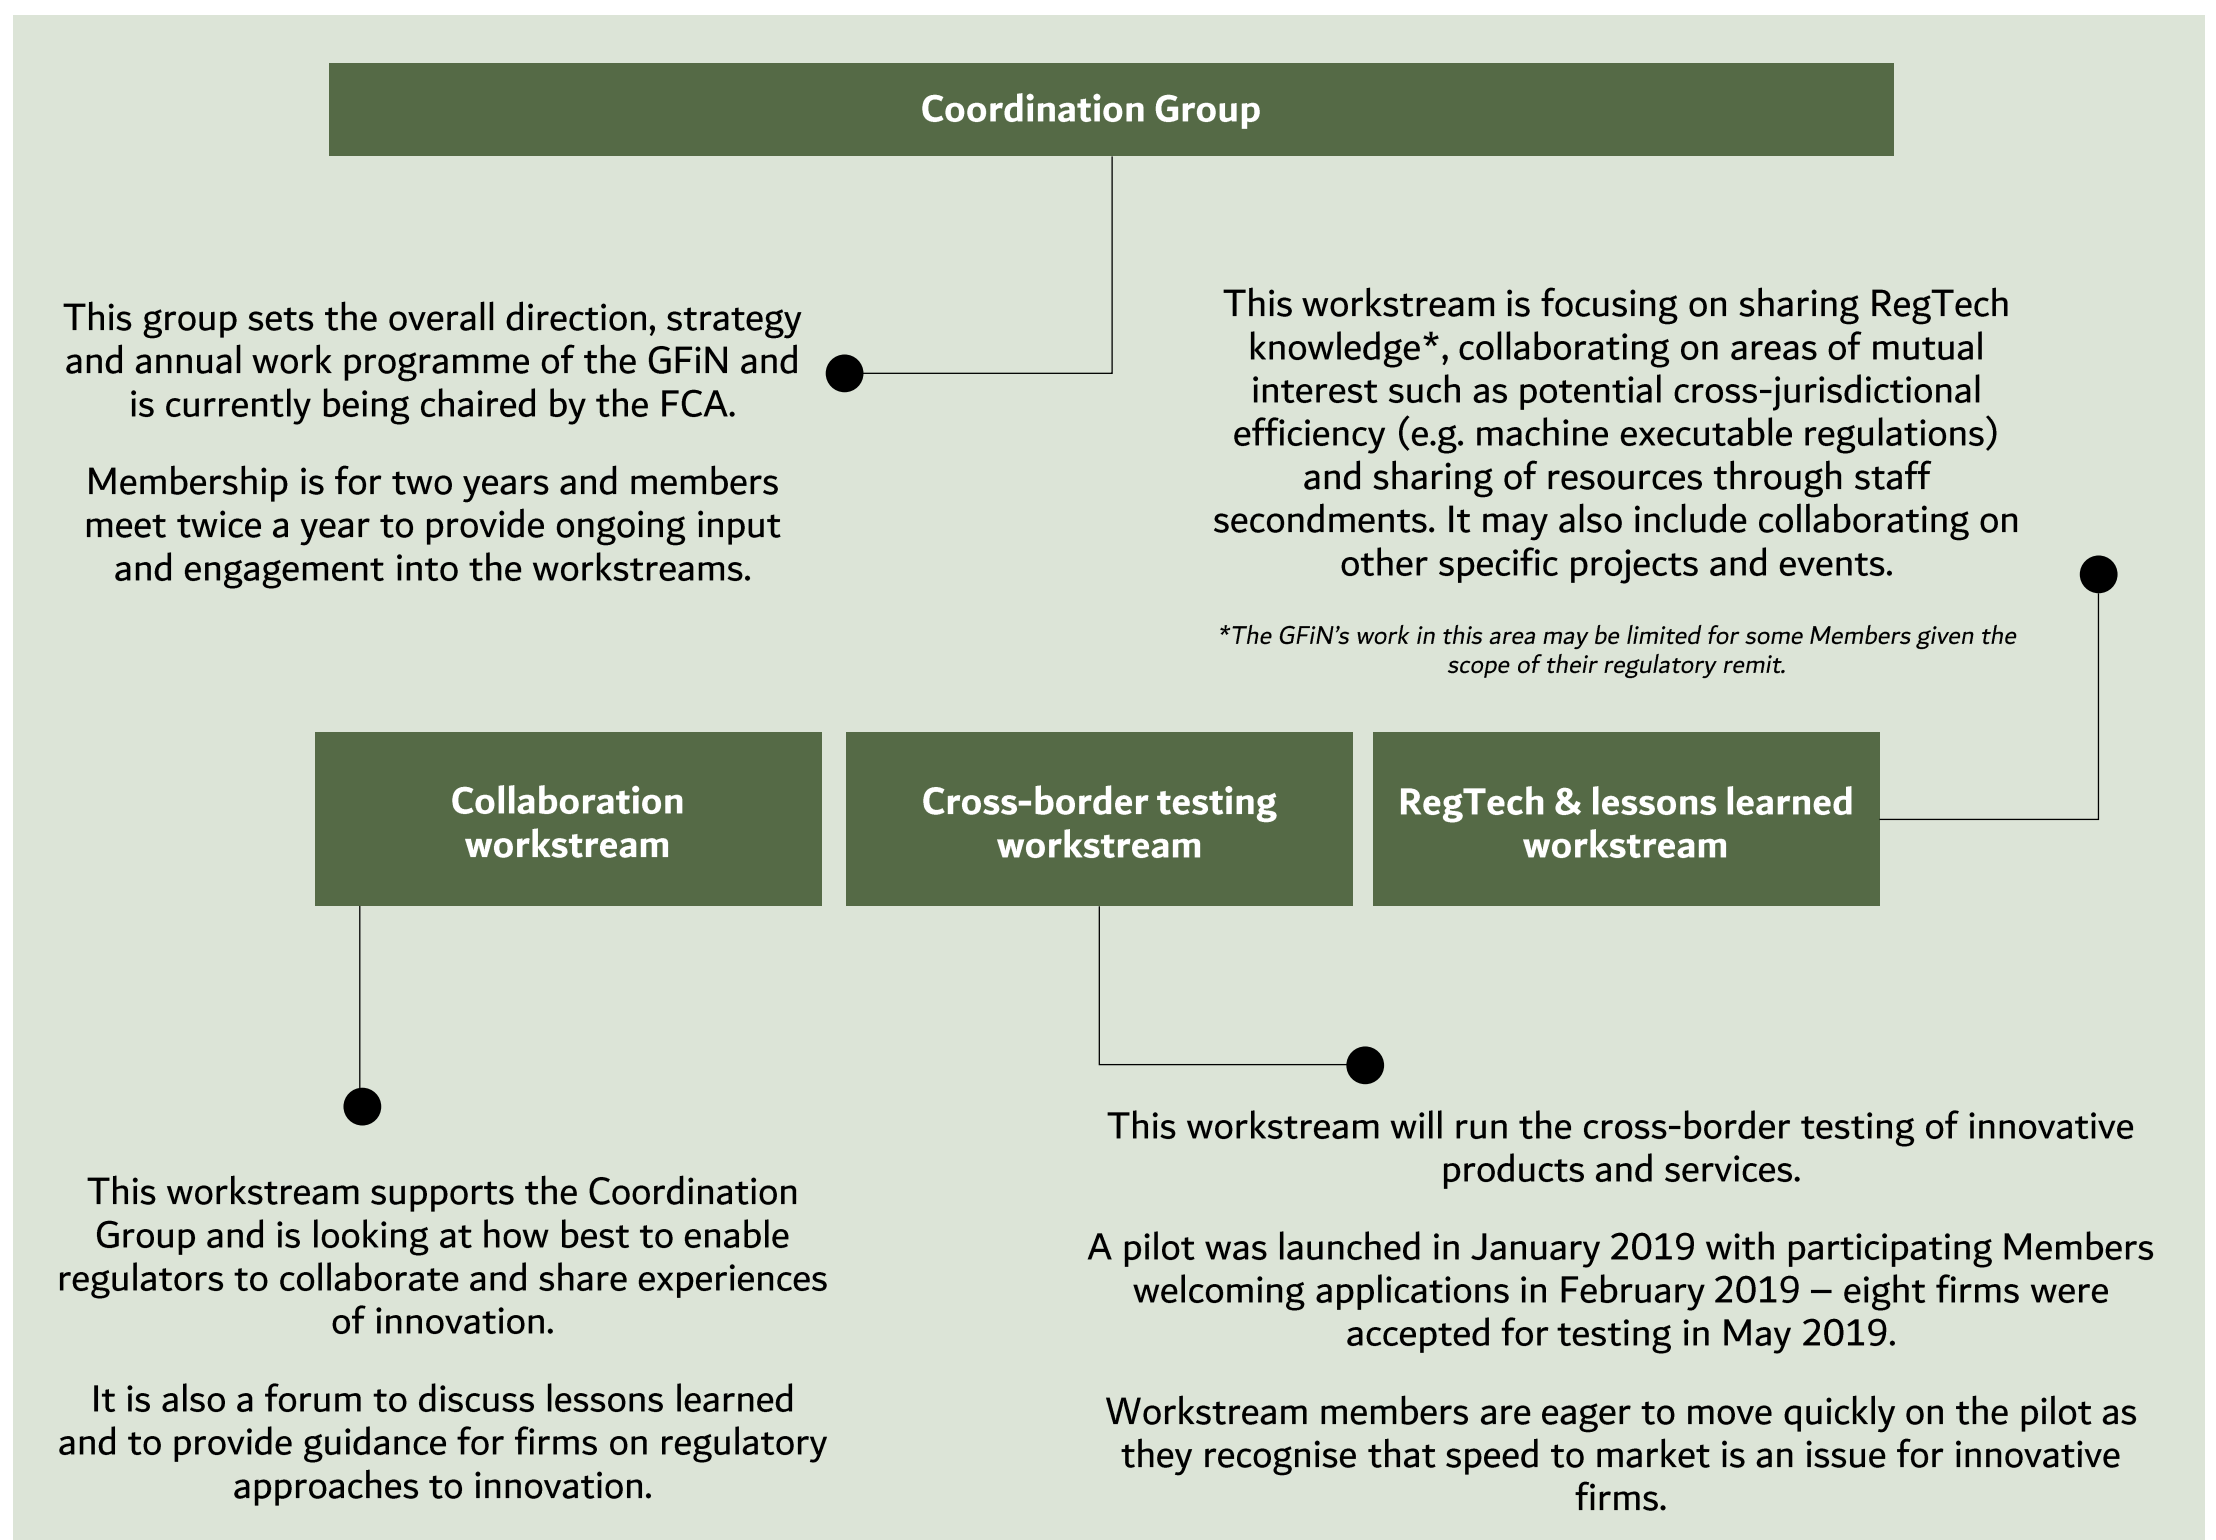 Coordination Group
This group sets the overall direction, strategy
and annual work programme of the GFiN and
is currently being chaired by the FCA.
Membership is for two years and members
meet twice a year to provide ongoing input
and engagement into the workstreams.
This workstream is focusing on sharing RegTech
knowledge*, collaborating on areas of mutual
interest such as potential cross-jurisdictional
efficiency (e.g. machine executable regulations)
and sharing of resources through staff
secondments. It may also include collaborating on
other specific projects and events.
*The GFiN’s work in this area may be limited for some Members given the
scope of their regulatory remit.
Collaboration
workstream
Cross-border testing
workstream
RegTech & lessons learned
workstream
This workstream supports the Coordination
Group and is looking at how best to enable
regulators to collaborate and share experiences
of innovation.
It is also a forum to discuss lessons learned
and to provide guidance for firms on regulatory
approaches to innovation.
This workstream will run the cross-border testing of innovative
products and services.
A pilot was launched in January 2019 with participating Members
welcoming applications in February 2019 – eight firms were
accepted for testing in May 2019.
Workstream members are eager to move quickly on the pilot as
they recognise that speed to market is an issue for innovative
firms.